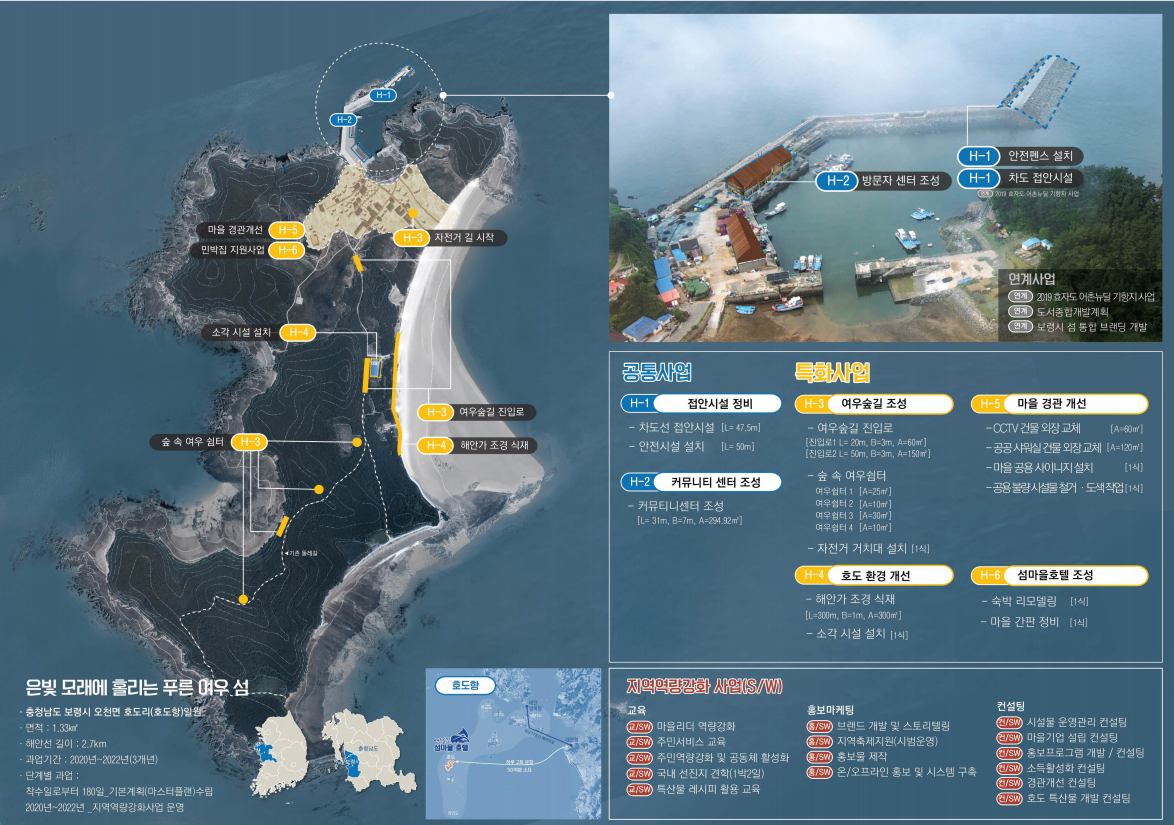 H-1
H-2
마을 경관개선 H-5
민박집 지원사업 H-6
H-3 자전거 길 시작
소각 시설 설치 H-4
H-3 여우숲길 진입로
H-4 해안가 조경 식재
숲 속 여우 쉼터 H-3
◀기존 둘레길
H-1 안전펜스 설치
H-1 차도 접안시설
연계 2019 효자도 어촌뉴딜 기항지 사업
H-2 방문자 센터 조성
연계사업
연계 2019 효자도 어촌뉴딜 기항지 사업
연계 도서종합개발계획
연계 보령시 섬 통합 브랜딩 개발
공통사업
H-1 접안시설 정비
- 차도선 접안시설 [L= 47.5m]
- 안전시설 설치 [L= 50m]
H-2 커뮤니티 센터 조성
- 커뮤티니센터 조성
[L= 31m, B=7m, A=294.92㎡]
특화사업
H-3 여우숲길 조성
- 여우숲길 진입로
[진입로1 L= 20m, B=3m, A=60㎡]
[진입로2 L= 50m, B=3m, A=150㎡]
- 숲 속 여우쉼터
여우쉼터 1 [A=25㎡]
여우쉼터 2 [A=10㎡]
여우쉼터 3 [A=30㎡]
여우쉼터 4 [A=10㎡]
- 자전거 거치대 설치 [1식]
H-4 호도 환경 개선
- 해안가 조경 식재
[L=300m, B=1m, A=300㎡]
- 소각 시설 설치 [1식]
H-5 마을 경관 개선
- CCTV 건물 외장 교체 [A=60㎡]
- 공공 샤워실 건물 외장 교체 [A=120㎡]
- 마을 공용 사이니지 설치 [1식]
- 공용 불량 시설물 철거 · 도색 작업 [1식]
H-6 섬마을호텔 조성
- 숙박 리모델링 [1식]
- 마을 간판 정비 [1식]
은빛 모래에 홀리는 푸른 여우 섬
· 충청남도 보령시 오천면 호도리(호도항)일원
· 면적 : 1.33㎢
· 해안선 길이 : 2.7km
· 과업기간 : 2020년~2022년(3개년)
· 단계별 과업 :
착수일로부터 180일_기본계획(마스터플랜)수립
2020년~2022년 _지역역량강화사업 운영
충청남도
호도항
섬마을 호텔
지역역량강화 사업(S/W)
교육
교/SW 마을리더 역량강화
교/SW 주민서비스 교육
교/SW 주민역량강화 및 공동체 활성화
교/SW 국내 선진지 견학(1박2일)
교/SW 특산물 레시피 활용 교육
홍보마케팅
홍/SW 브랜드 개발 및 스토리텔링
홍/SW 지역축제지원(시범운영)
홍/SW 홍보물 제작
홍/SW 온/오프라인 홍보 및 시스템 구축
컨설팅
컨/SW 시설물 운영관리 컨설팅
컨/SW 마을기업 설립 컨설팅
컨/SW 홍보프로그램 개발 / 컨설팅
컨/SW 소득활성화 컨설팅
컨/SW 경관개선 컨설팅
컨/SW 호도 특산물 개발 컨설팅